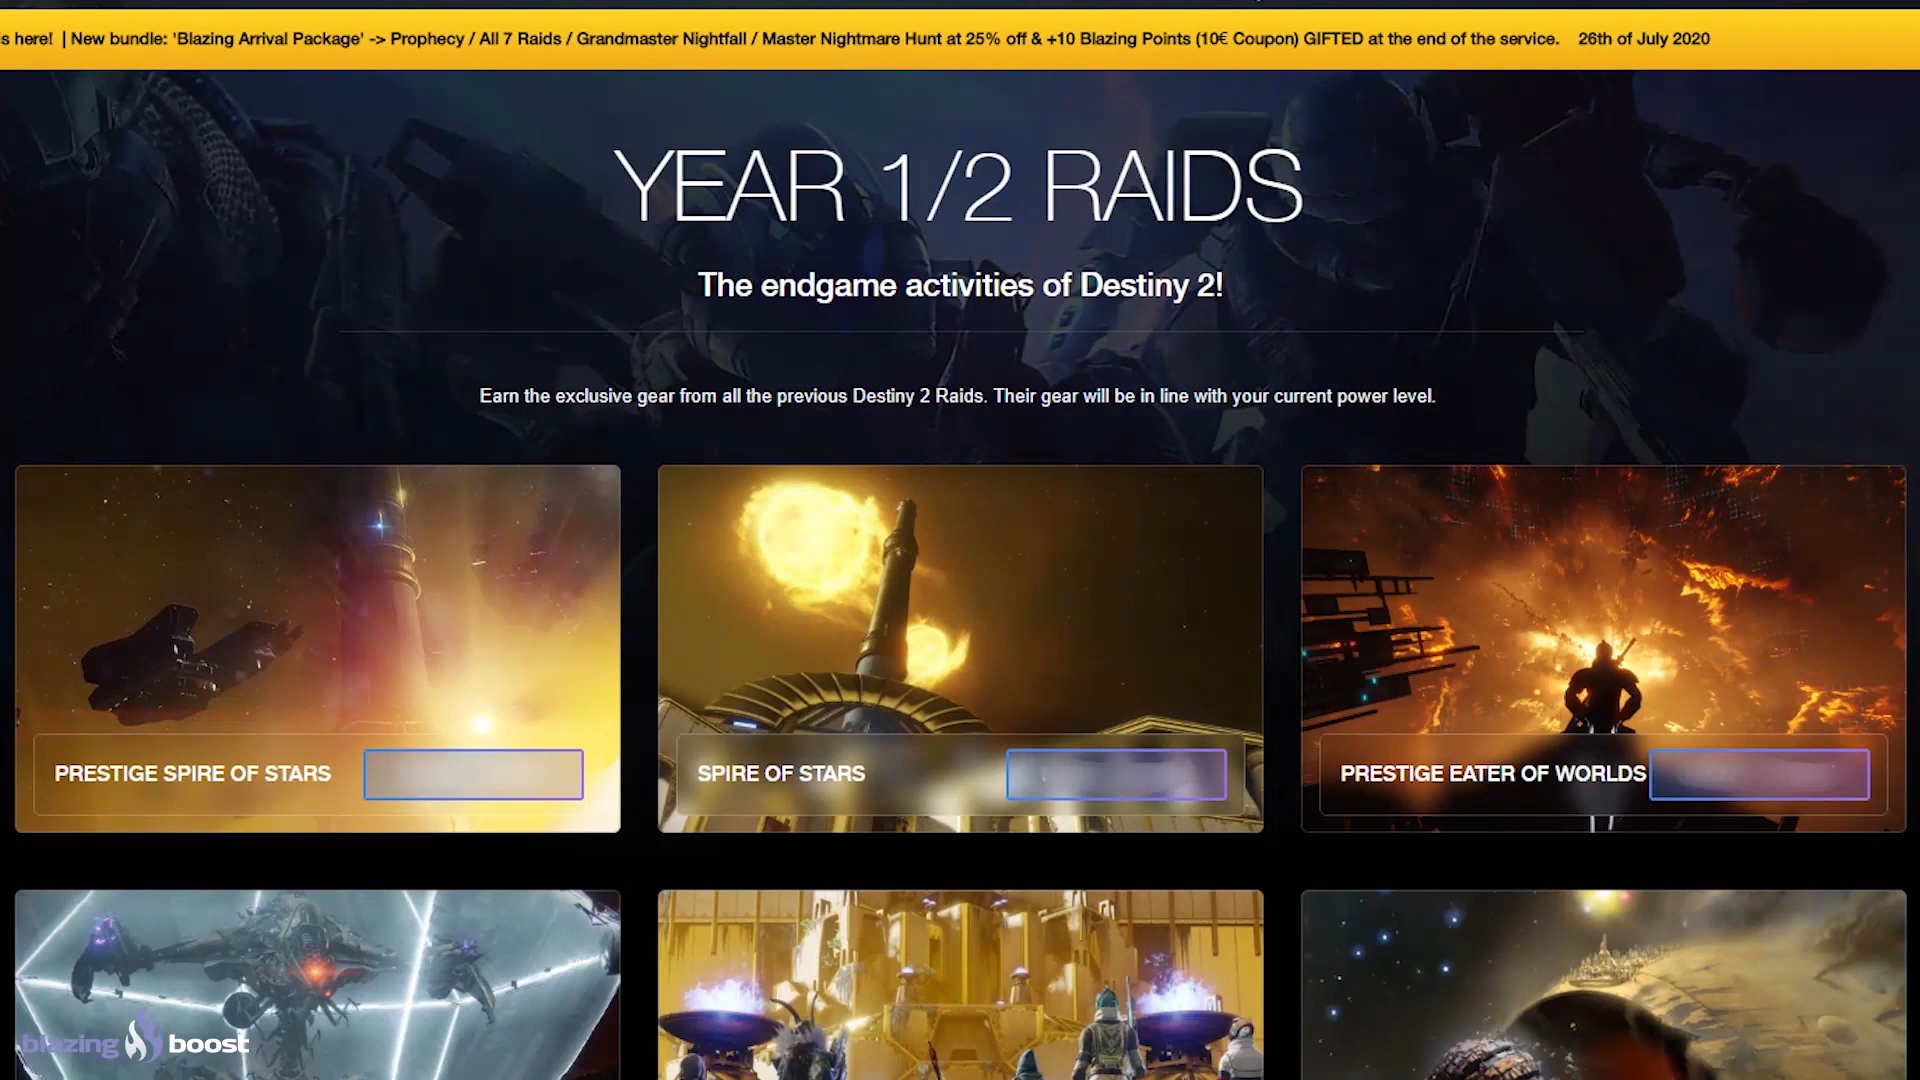 s here! | New bundle: 'Blazing Arrival Package' -> Prophecy / All 7 Raids / Grandmaster Nightfall / Master Nightmare Hunt at 25% off & +10 Blazing Points (10€ Coupon) GIFTED at the end of the service. 26th of July 2020
YEAR 1/2 RAIDS
The endgame activities of Destiny 2!
Earn the exclusive gear from all the previous Destiny 2 Raids. Their gear will be in line with your current power level.
PRESTIGE SPIRE OF STARS
SPIRE OF STARS
PRESTIGE EATER OF WORLDS
blazing boost